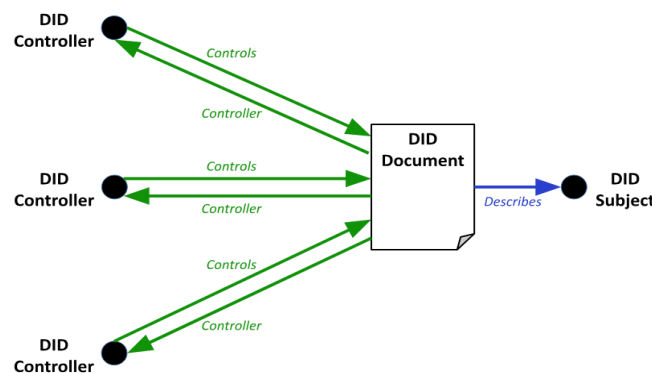 DID
Controller
Controls
Controller
DID
Document
DID
Controller
Controls
Controller
Describes
DID
Subject
Controls
Controller
DID
Controller